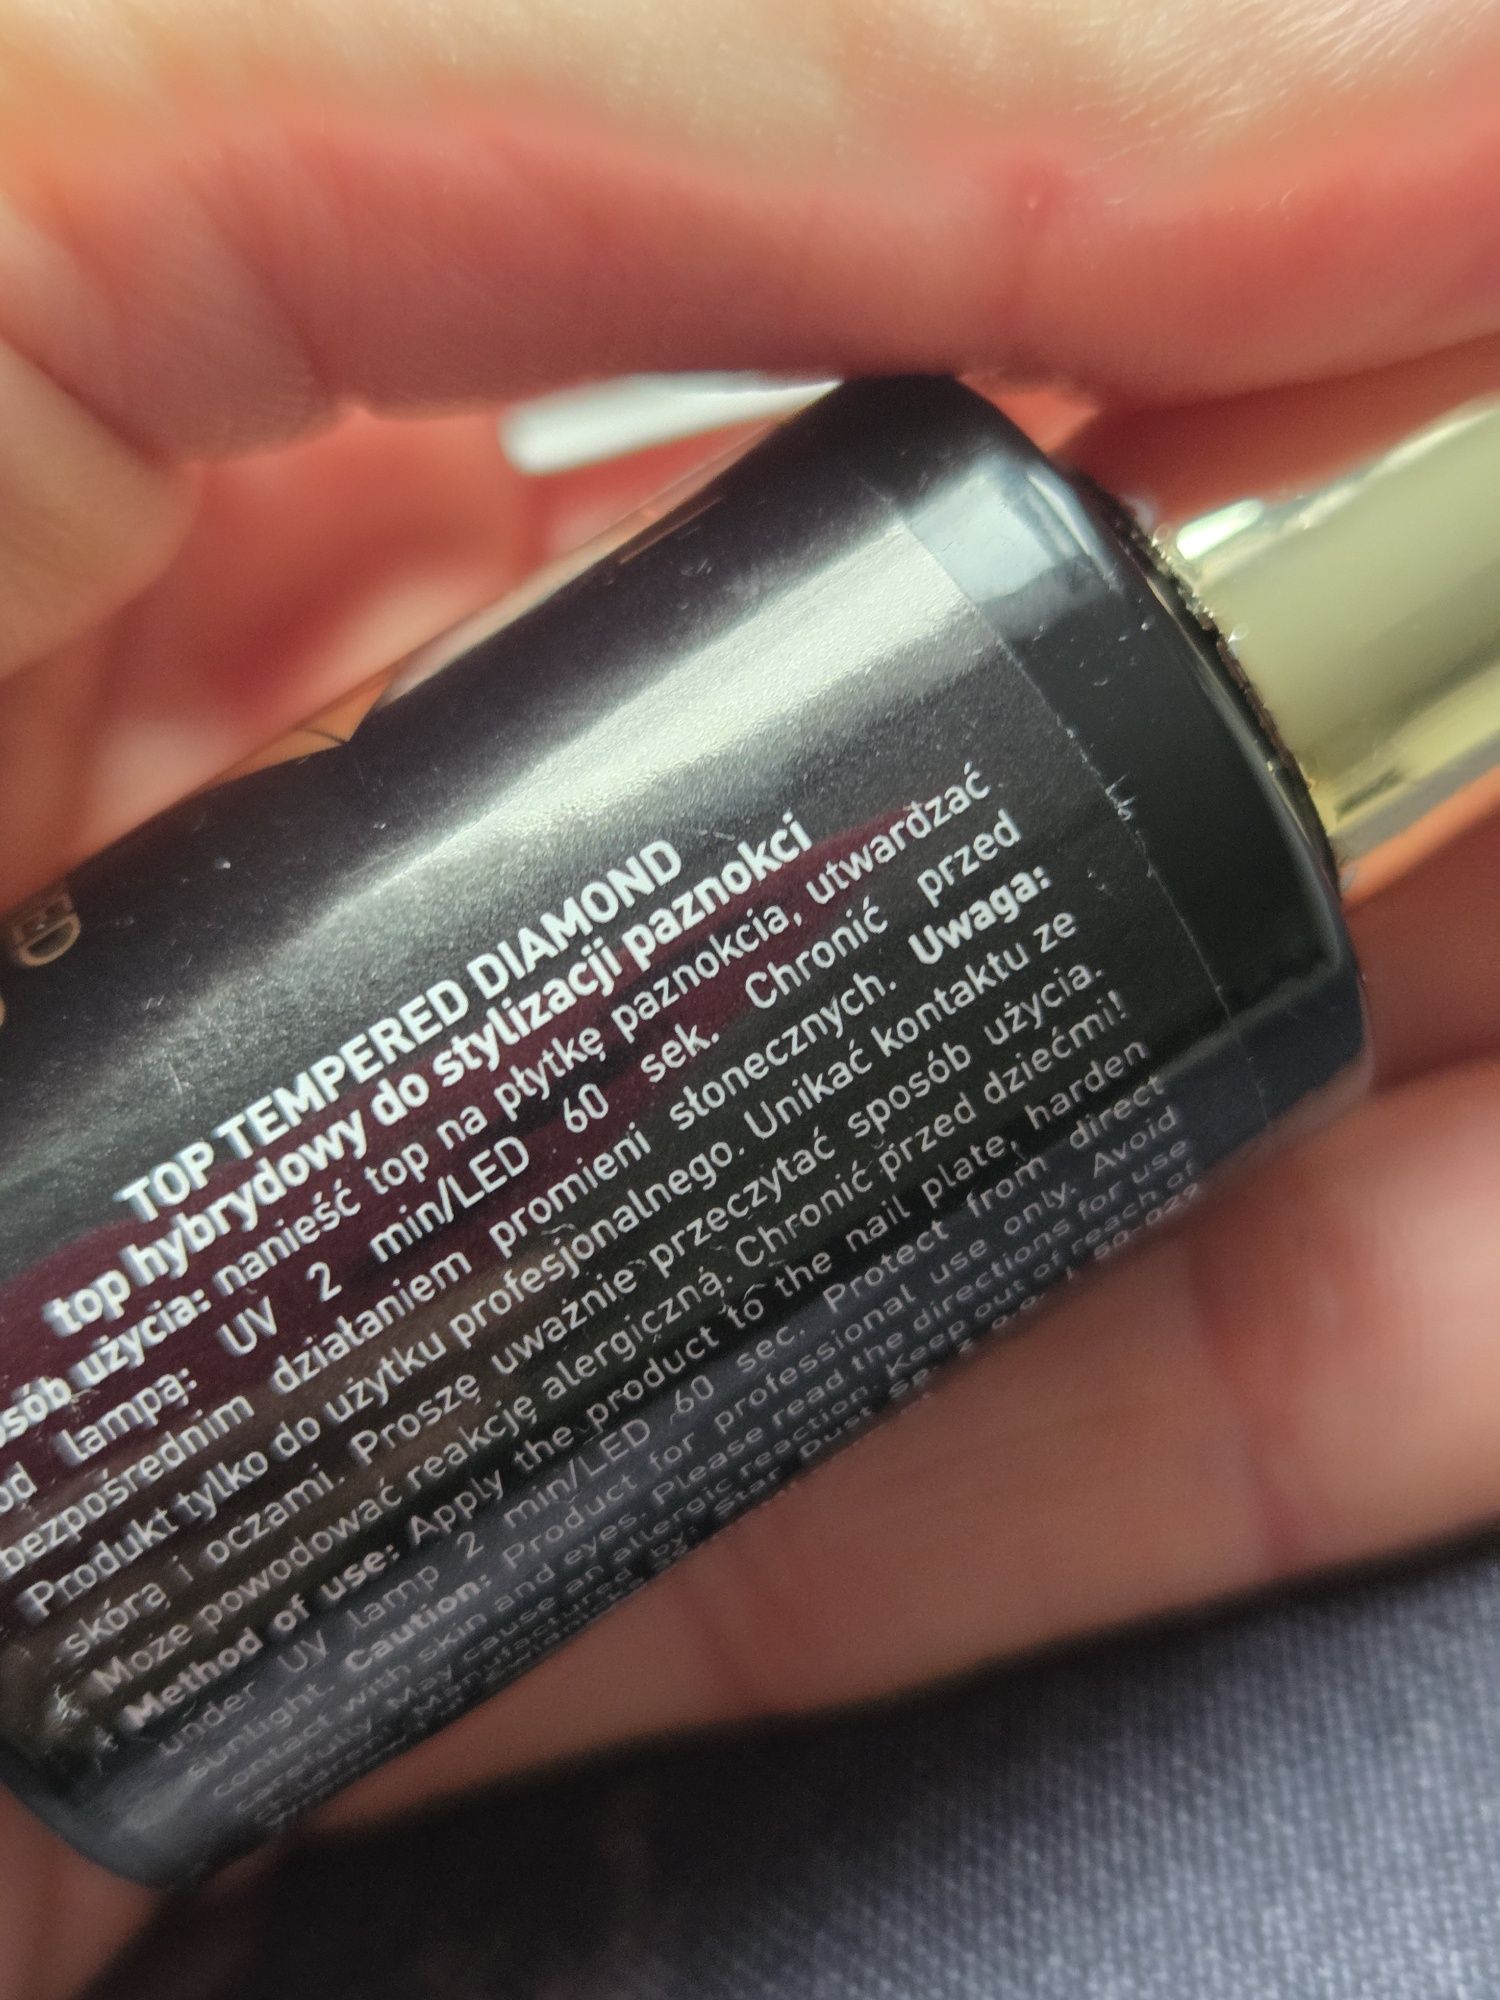 ED
TOP TEMPERED DIAMOND
top hybrydowy do stylizacji paznokci
osób użycia: nanieść top na płytkę paznokcia, utwardzać
od lampą: UV 2 min/LED 60 sek. Chronić przed
bezpośrednim działaniem promieni słonecznych. Uwaga:
Produkt tylko do użytku profesjonalnego. Unikać kontaktu ze
skórą i oczami. Proszę uważnie przeczytać sposób użycia.
Może powodować reakcję alergiczną. Chronić przed dziećmi!
Method of use: Apply the product to the nail plate, harden
under UV lamp 2 min/LED 60 sec. Protect from direct
sunlight. Caution: Product for professional use only. Avoid
contact with skin and eyes. Please read the directions for use
carefully. May cause an allergic reaction. Keep out of reach of
Manufactured by: